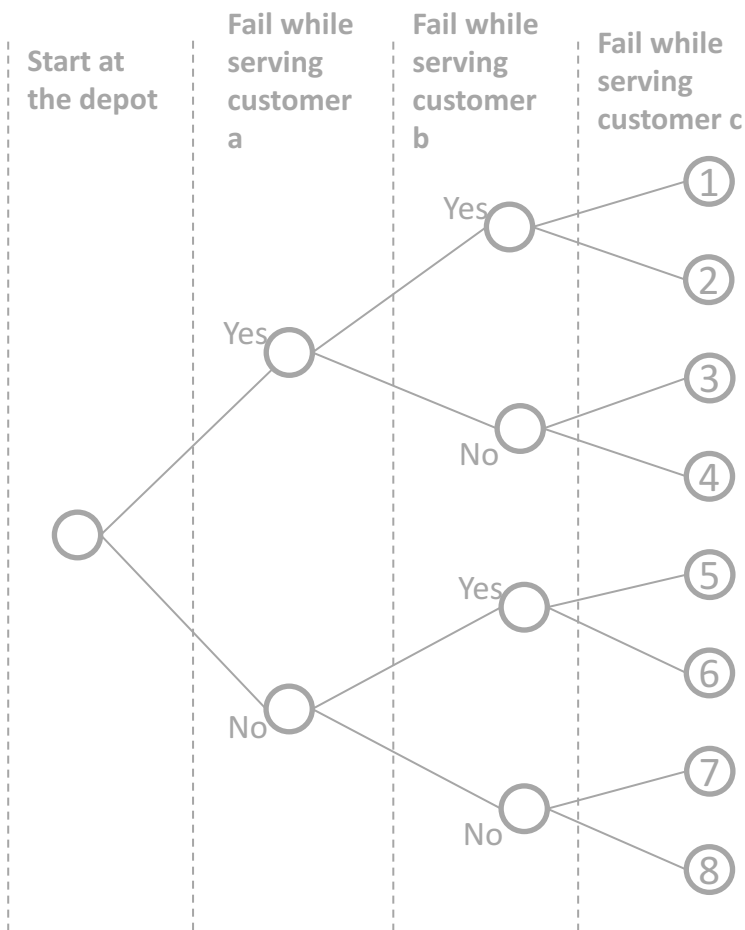 Start at
the depot
Fail while
serving
customer
a
Fail while
serving
customer
b
Fail while
serving
customer c
1
Yes
2
Yes
3
No
4
5
Yes
6
No
7
No
8